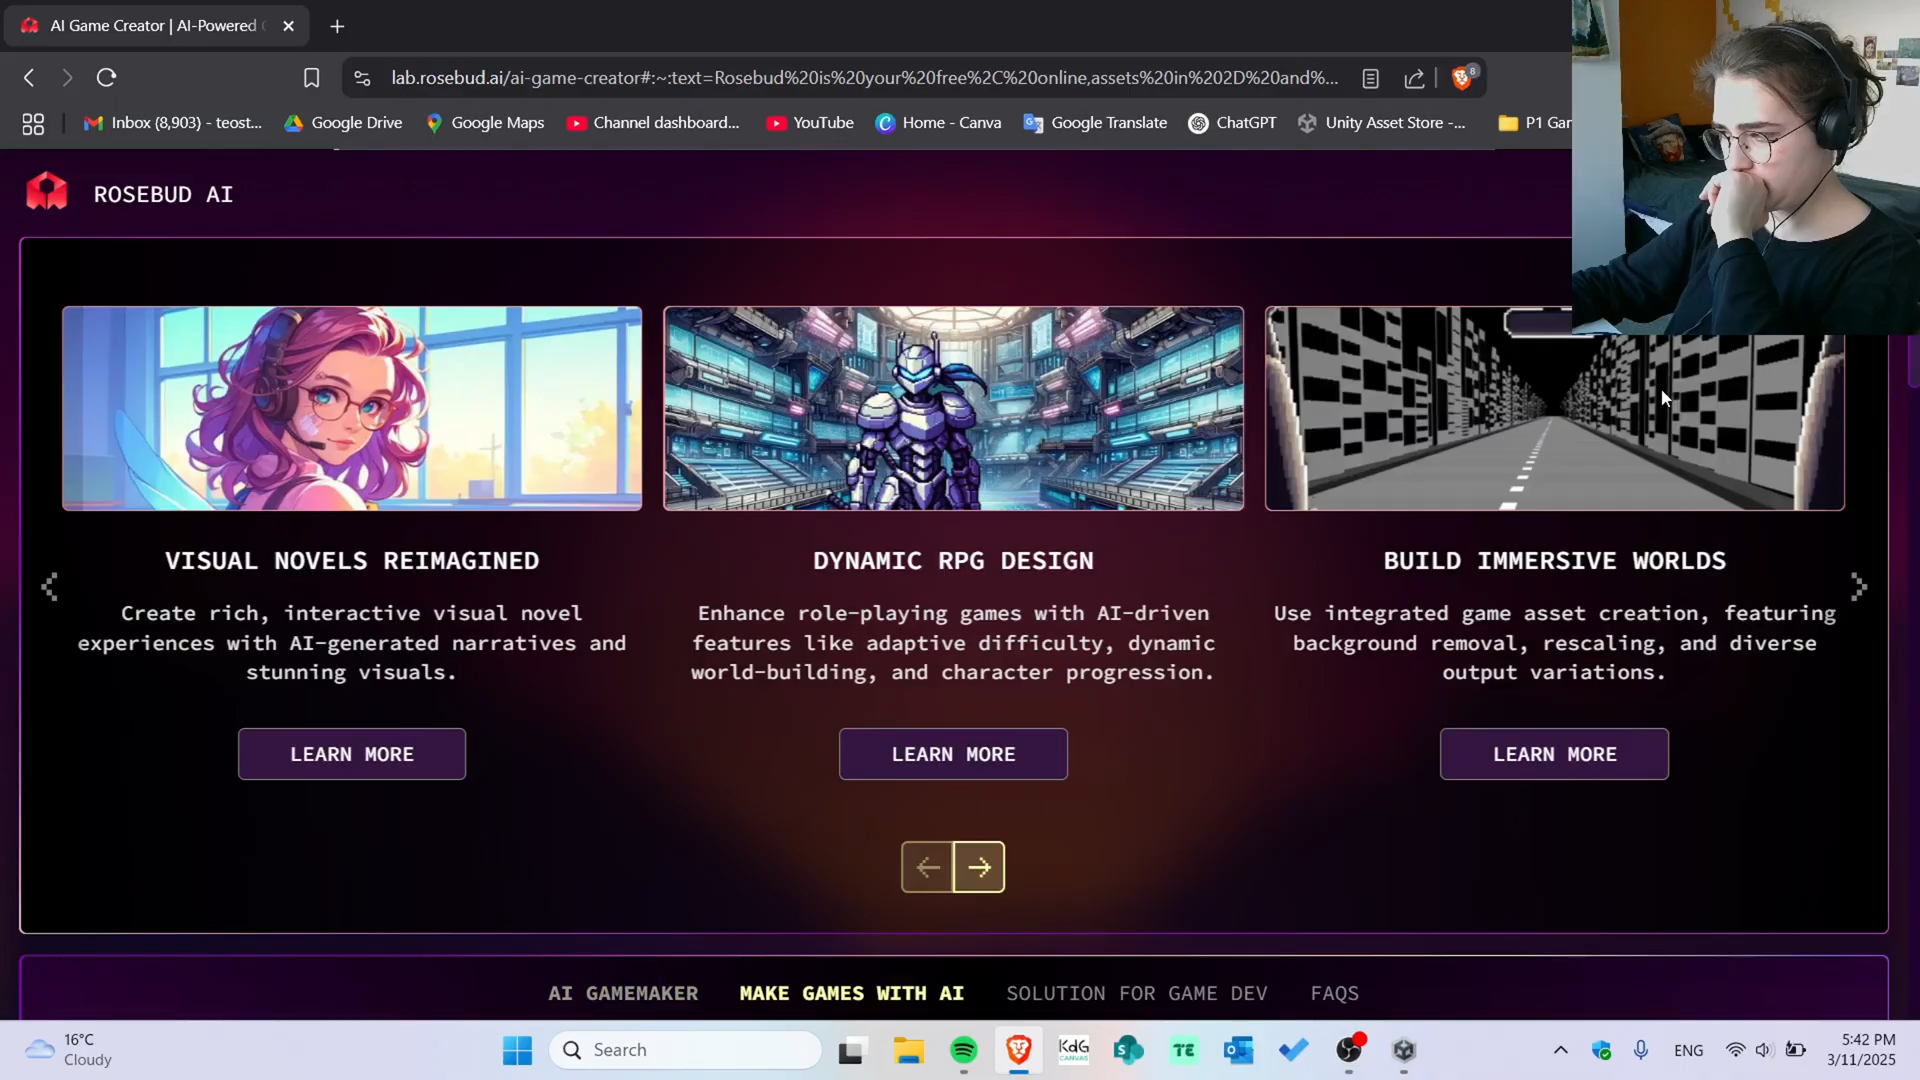 AI Game Creator | AI-Powered
lab.rosebud.ai/ai-game-creator#:~:text=Rosebud%20is%20your%20free%2C%20online,assets%20in%202D%20and%...
8
Inbox (8,903) - teost...
Google Drive
Google Maps
Channel dashboard...
YouTube
Home - Canva
Google Translate
ChatGPT
Unity Asset Store -...
P1 Gar
ROSEBUD AI
VISUAL NOVELS REIMAGINED
Create rich, interactive visual novel
experiences with AI-generated narratives and
stunning visuals.
LEARN MORE
DYNAMIC RPG DESIGN
Enhance role-playing games with AI-driven
features like adaptive difficulty, dynamic
world-building, and character progression.
LEARN MORE
BUILD IMMERSIVE WORLDS
Use integrated game asset creation, featuring
background removal, rescaling, and diverse
output variations.
LEARN MORE
AI GAMEMAKER
MAKE GAMES WITH AI
SOLUTION FOR GAME DEV
FAQS
16°C
Cloudy
Search
KdG
CANVAS
TE
ENG
5:42 PM
3/11/2025